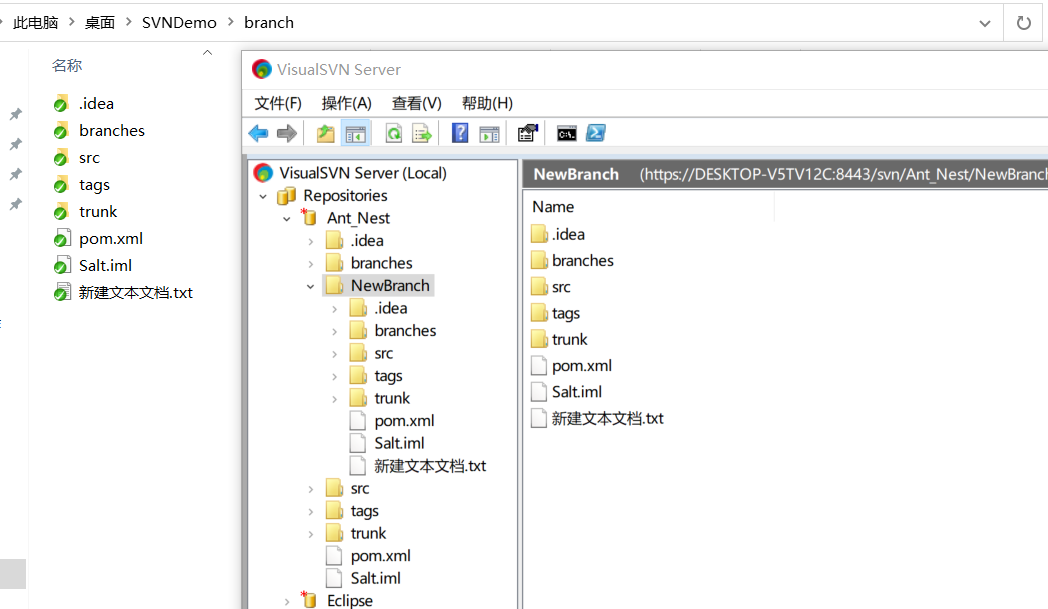 此电脑 > 桌面 > SVNDemo > branch
名称
.idea
branches
src
tags
trunk
pom.xml
Salt.iml
新建文本文档.txt
VisualSVN Server
文件(F) 操作(A) 查看(V) 帮助(H)
VisualSVN Server (Local)
Repositories
Ant_Nest
.idea
branches
NewBranch
.idea
branches
src
tags
trunk
pom.xml
Salt.iml
新建文本文档.txt
src
tags
trunk
pom.xml
Salt.iml
Eclipse
NewBranch (https://DESKTOP-V5TV12C:8443/svn/Ant_Nest/NewBranch
Name
.idea
branches
src
tags
trunk
pom.xml
Salt.iml
新建文本文档.txt